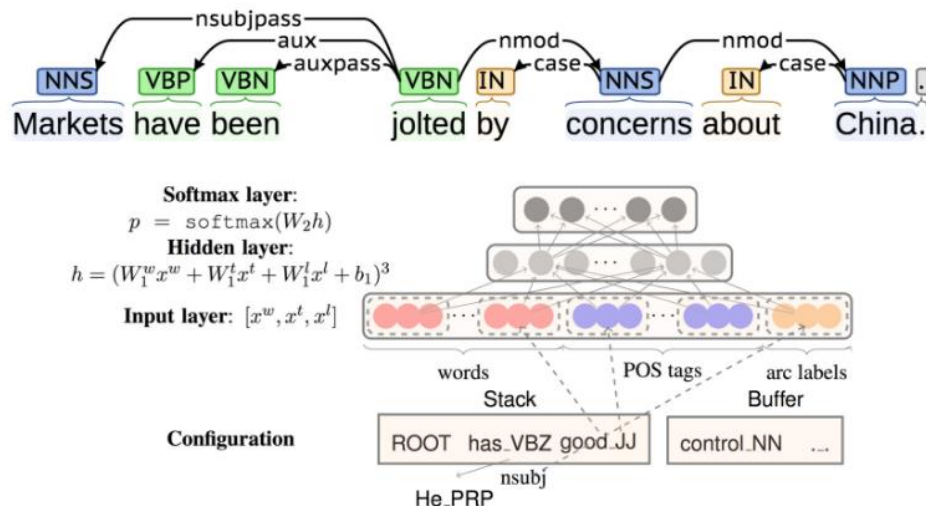 nsubjpass
aux
auxpass
nmod
case
nmod
case
NNS VBP VBN VBN IN NNS IN NNP .
Markets have been jolted by concerns about China.
Softmax layer:
p = softmax(W₂h)
Hidden layer:
h = (W₁ʷxʷ + W₁ᵗxᵗ + W₁ˡxˡ + b₁)³
Input layer: [xʷ, xᵗ, xˡ]
... ... ...
words POS tags arc labels
Stack Buffer
Configuration
ROOT has_VBZ good_JJ control_NN ._.
nsubj
He_PRP